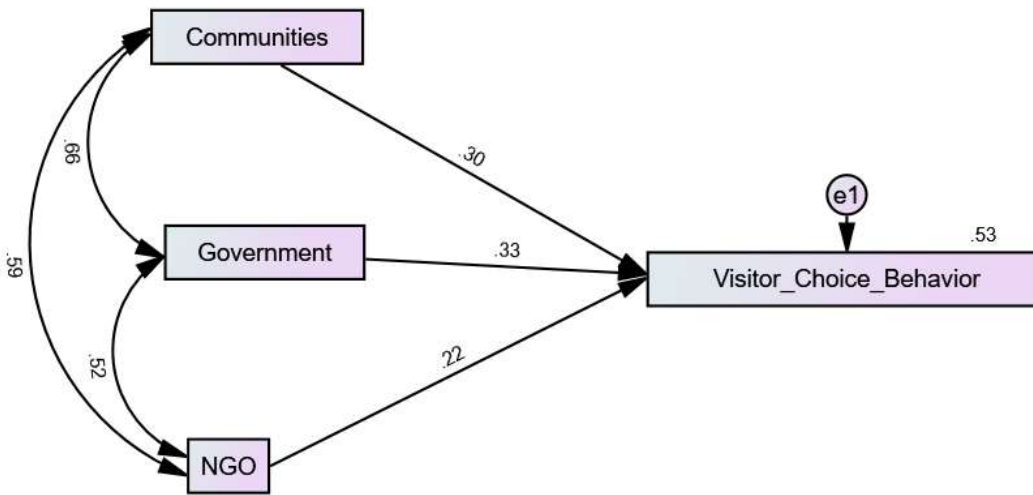 Communities
.66
.30
.59
e1
.53
Government
.33
Visitor_Choice_Behavior
.52
.22
NGO